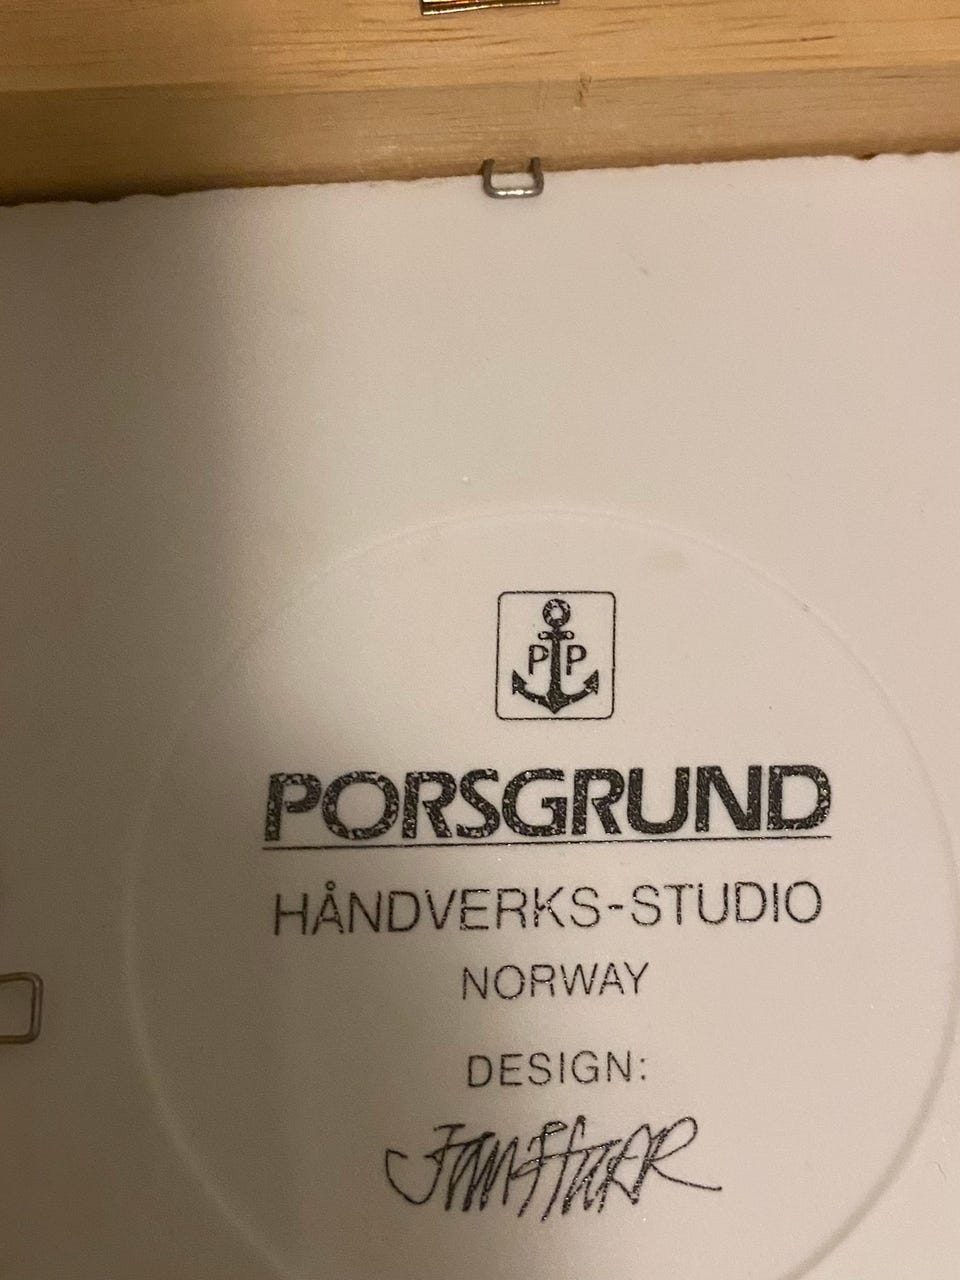 P P
PORSGRUND
HÅNDVERKS-STUDIO
NORWAY
DESIGN: